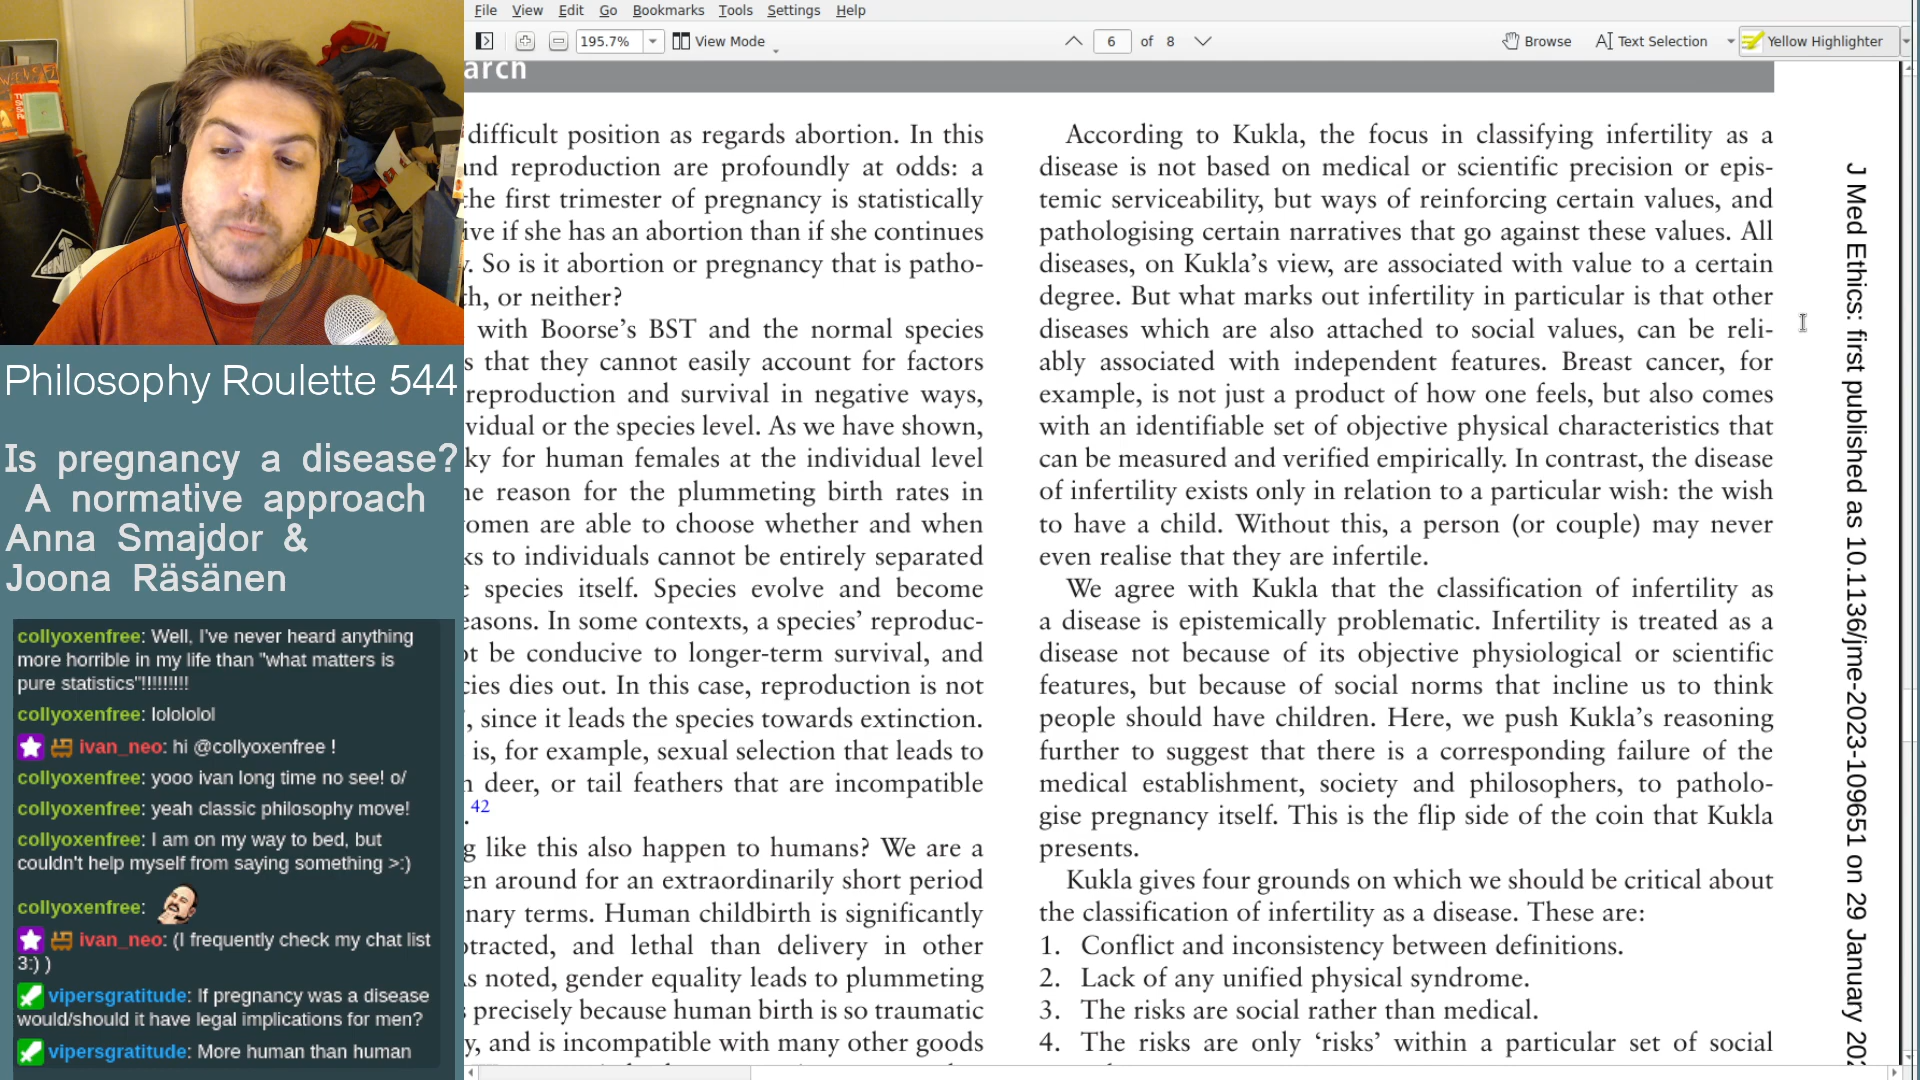 File View Edit Go Bookmarks Tools Settings Help
195.7% View Mode 6 of 8 Browse Text Selection Yellow Highlighter
arch
difficult position as regards abortion. In this
and reproduction are profoundly at odds: a
the first trimester of pregnancy is statistically
ive if she has an abortion than if she continues
. So is it abortion or pregnancy that is patho-
th, or neither?
with Boorse's BST and the normal species
s that they cannot easily account for factors
reproduction and survival in negative ways,
vidual or the species level. As we have shown,
ky for human females at the individual level
he reason for the plummeting birth rates in
omen are able to choose whether and when
ks to individuals cannot be entirely separated
e species itself. Species evolve and become
easons. In some contexts, a species' reproduc-
ot be conducive to longer-term survival, and
cies dies out. In this case, reproduction is not
, since it leads the species towards extinction.
is, for example, sexual selection that leads to
n deer, or tail feathers that are incompatible
.42
g like this also happen to humans? We are a
en around for an extraordinarily short period
nary terms. Human childbirth is significantly
otracted, and lethal than delivery in other
s noted, gender equality leads to plummeting
s precisely because human birth is so traumatic
y, and is incompatible with many other goods
According to Kukla, the focus in classifying infertility as a
disease is not based on medical or scientific precision or epis-
temic serviceability, but ways of reinforcing certain values, and
pathologising certain narratives that go against these values. All
diseases, on Kukla's view, are associated with value to a certain
degree. But what marks out infertility in particular is that other
diseases which are also attached to social values, can be reli-
ably associated with independent features. Breast cancer, for
example, is not just a product of how one feels, but also comes
with an identifiable set of objective physical characteristics that
can be measured and verified empirically. In contrast, the disease
of infertility exists only in relation to a particular wish: the wish
to have a child. Without this, a person (or couple) may never
even realise that they are infertile.
We agree with Kukla that the classification of infertility as
a disease is epistemically problematic. Infertility is treated as a
disease not because of its objective physiological or scientific
features, but because of social norms that incline us to think
people should have children. Here, we push Kukla's reasoning
further to suggest that there is a corresponding failure of the
medical establishment, society and philosophers, to patholo-
gise pregnancy itself. This is the flip side of the coin that Kukla
presents.
Kukla gives four grounds on which we should be critical about
the classification of infertility as a disease. These are:
1. Conflict and inconsistency between definitions.
2. Lack of any unified physical syndrome.
3. The risks are social rather than medical.
4. The risks are only 'risks' within a particular set of social
J Med Ethics: first published as 10.1136/jme-2023-109651 on 29 January 202
Philosophy Roulette 544
Is pregnancy a disease?
A normative approach
Anna Smajdor &
Joona Räsänen
collyoxenfree: Well, I've never heard anything
more horrible in my life than "what matters is
pure statistics"!!!!!!!!!
collyoxenfree: lolololol
ivan_neo: hi @collyoxenfree !
collyoxenfree: yooo ivan long time no see! o/
collyoxenfree: yeah classic philosophy move!
collyoxenfree: I am on my way to bed, but
couldn't help myself from saying something >:)
collyoxenfree:
ivan_neo: (I frequently check my chat list
3:) )
vipersgratitude: If pregnancy was a disease
would/should it have legal implications for men?
vipersgratitude: More human than human